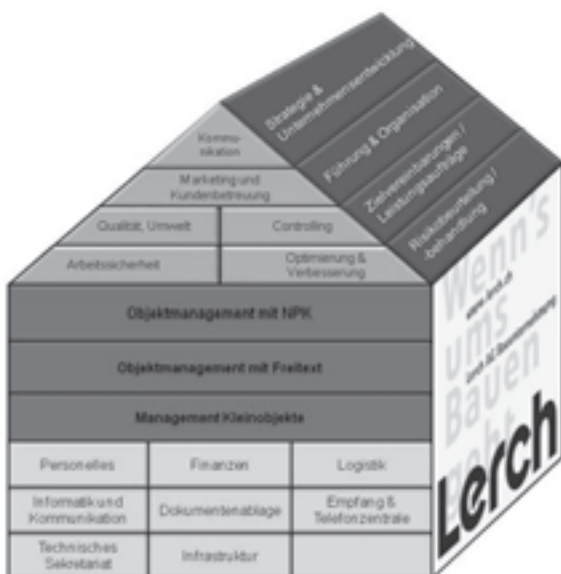 Strategie &
Unternehmensentwicklung
Führung & Organisation
Zielvereinbarungen /
Leistungsaufträge
Risikobeurteilung /
-behandlung
Kommu-
nikation
Marketing und
Kundenbetreuung
Qualität, Umwelt
Controlling
Arbeitssicherheit
Optimierung &
Verbesserung
Objektmanagement mit NPK
Objektmanagement mit Freitext
Management Kleinobjekte
Personelles
Finanzen
Logistik
Informatik und
Kommunikation
Dokumentenablage
Empfang &
Telefonzentrale
Technisches
Sekretariat
Infrastruktur
Wenn's
www.lerch.ch
ums
Lerch AG Bauunternehmung
Bauen
geht
Lerch